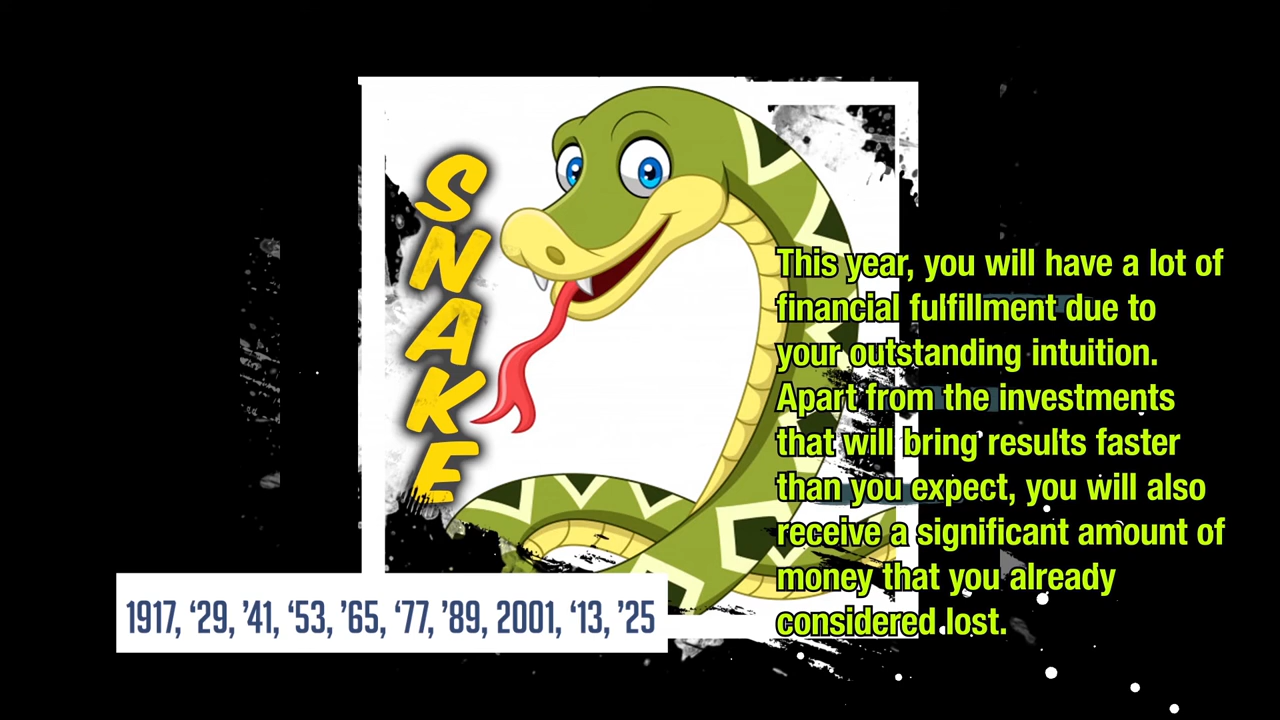 SNAKE
This year, you will have a lot of
financial fulfillment due to
your outstanding intuition.
Apart from the investments
that will bring results faster
than you expect, you will also
receive a significant amount of
money that you already
considered lost.
1917, ‘29, ’41, ‘53, ’65, ‘77, ’89, 2001, ‘13, ’25